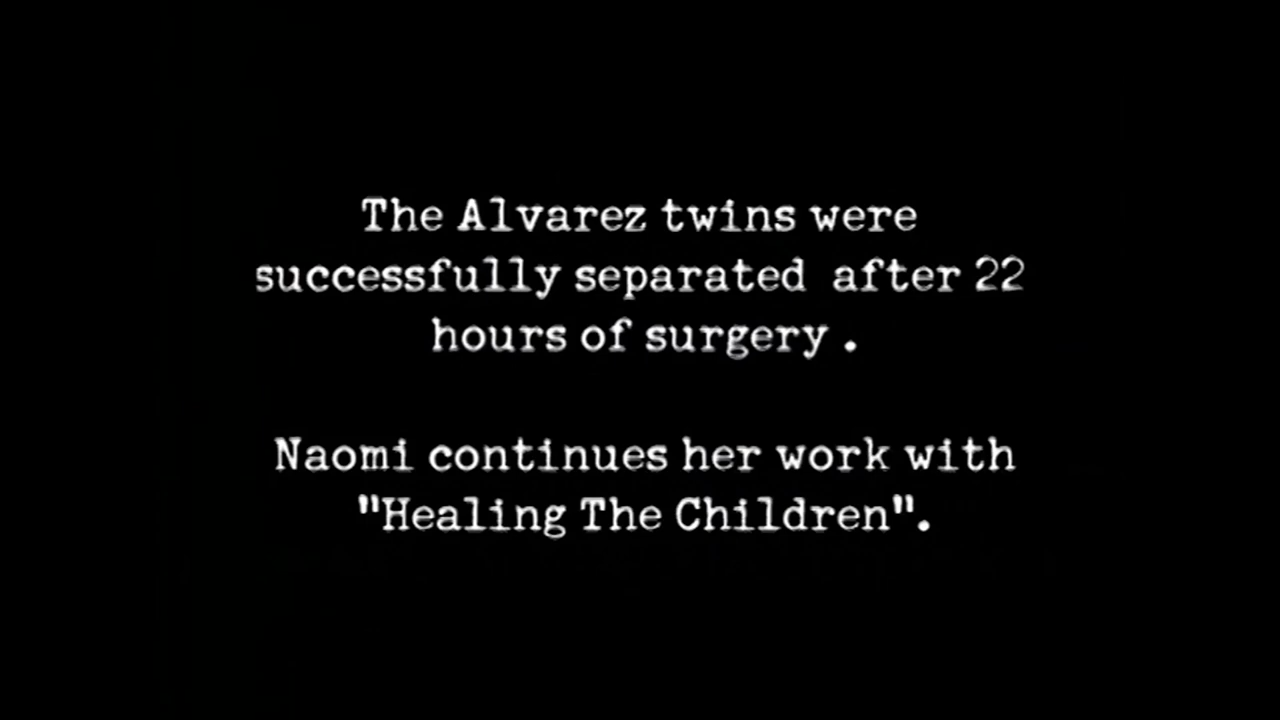 The Alvarez twins were
successfully separated  after 22
hours of surgery .
Naomi continues her work with
"Healing The Children".